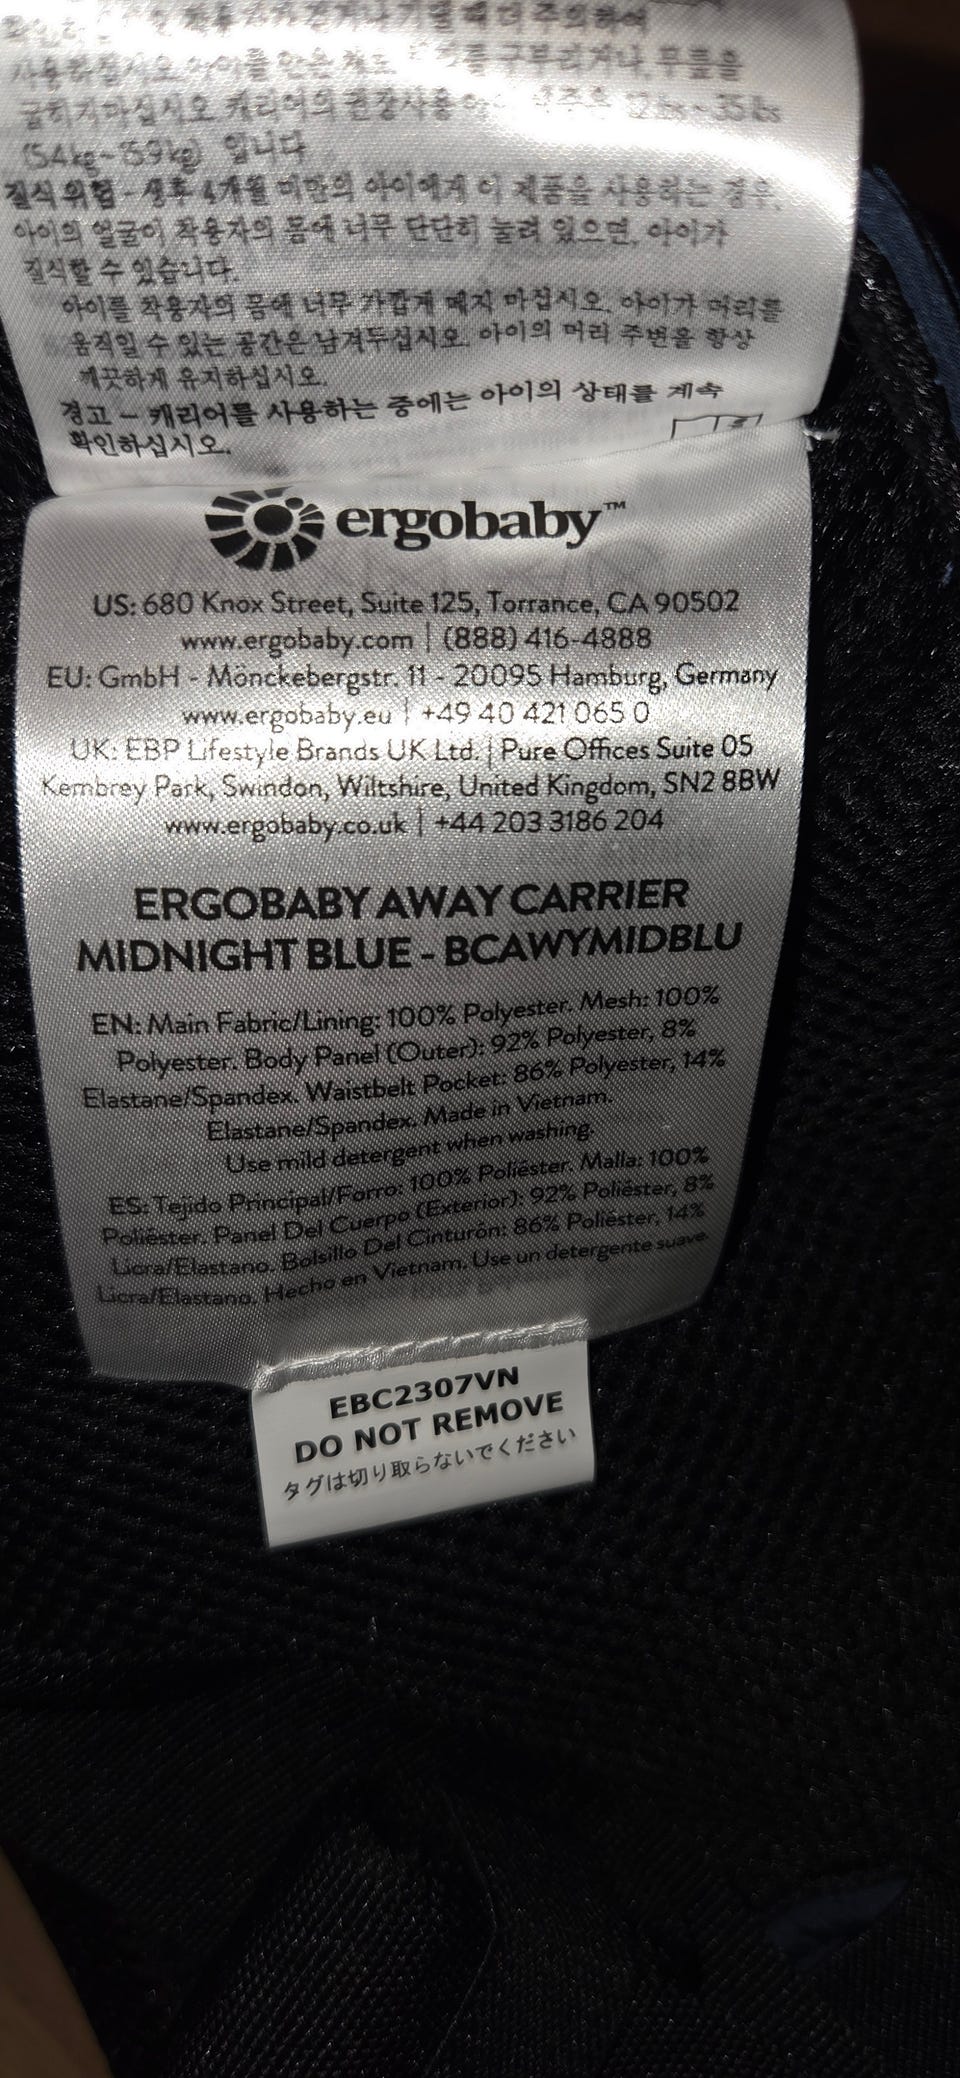 주의하여
사용하십시오. 아이를 안은 채로 구부리거나, 무릎을
굽히지마십시오. 캐리어의 권장사용 12lbs~35lbs
(5.4kg~15.9kg) 입니다
질식 위험 - 생후 4개월 미만의 아이에게 이 제품을 사용하는 경우,
아이의 얼굴이 착용자의 몸에 너무 단단히 눌려 있으면, 아이가
질식할 수 있습니다.
아이를 착용자의 몸에 너무 가깝게 메지 마십시오. 아이가 머리를
움직일 수 있는 공간은 남겨두십시오. 아이의 머리 주변을 항상
깨끗하게 유지하십시오.
경고 - 캐리어를 사용하는 중에는 아이의 상태를 계속
확인하십시오.
ergobaby™
US: 680 Knox Street, Suite 125, Torrance, CA 90502
www.ergobaby.com | (888) 416-4888
EU: GmbH - Mönckebergstr. 11 - 20095 Hamburg, Germany
www.ergobaby.eu | +49 40 421 065 0
UK: EBP Lifestyle Brands UK Ltd. | Pure Offices Suite 05
Kembrey Park, Swindon, Wiltshire, United Kingdom, SN2 8BW
www.ergobaby.co.uk | +44 203 3186 204
ERGOBABY AWAY CARRIER
MIDNIGHT BLUE - BCAWYMIDBLU
EN: Main Fabric/Lining: 100% Polyester. Mesh: 100%
Polyester. Body Panel (Outer): 92% Polyester, 8%
Elastane/Spandex. Waistbelt Pocket: 86% Polyester, 14%
Elastane/Spandex. Made in Vietnam.
Use mild detergent when washing.
ES: Tejido Principal/Forro: 100% Poliéster. Malla: 100%
Poliéster. Panel Del Cuerpo (Exterior): 92% Poliéster, 8%
Licra/Elastano. Bolsillo Del Cinturón: 86% Poliéster, 14%
Licra/Elastano. Hecho en Vietnam. Use un detergente suave.
EBC2307VN
DO NOT REMOVE
タグは切り取らないでください